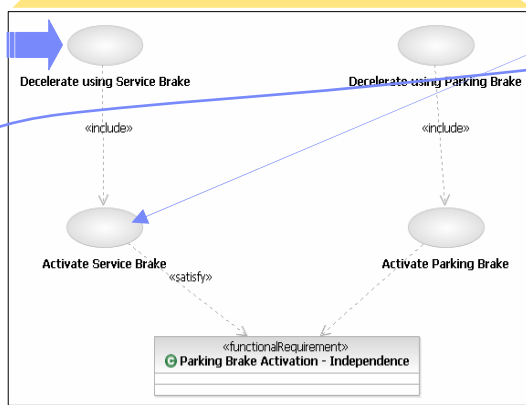 Decelerate using Service Brake
Decelerate using Parking Brake
«include»
«include»
Activate Service Brake
Activate Parking Brake
«satisfy»
«functionalRequirement»
C Parking Brake Activation - Independence